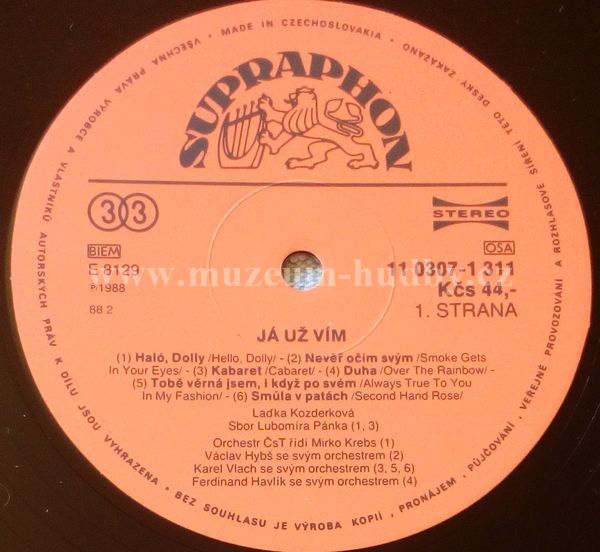 VŠECHNA PRÁVA VÝROBCE A VLASTNÍKŮ AUTORSKÝCH PRÁV K DÍLU JSOU VYHRAZENA • BEZ SOUHLASU JE VÝROBA KOPIÍ, PRONÁJEM, PŮJČOVÁNÍ, VEŘEJNÉ PROVOZOVÁNÍ A ROZHLASOVÉ ŠÍŘENÍ TÉTO DESKY ZAKÁZÁNO • MADE IN CZECHOSLOVAKIA •
SUPRAPHON
33
STEREO
BIEM
OSA
E 8129
11 0307-1 311
www.muzeum-hudby.cz
℗ 1988
Kčs 44,-
88 2
1. STRANA
JÁ UŽ VÍM
(1) Haló, Dolly /Hello, Dolly/ - (2) Nevěř očím svým /Smoke Gets
In Your Eyes/ - (3) Kabaret /Cabaret/ - (4) Duha /Over The Rainbow/ -
(5) Tobě věrná jsem, i když po svém /Always True To You
In My Fashion/ - (6) Smůla v patách /Second Hand Rose/
Laďka Kozderková
Sbor Lubomíra Pánka (1, 3)
Orchestr ČsT řídí Mirko Krebs (1)
Václav Hybš se svým orchestrem (2)
Karel Vlach se svým orchestrem (3, 5, 6)
Ferdinand Havlík se svým orchestrem (4)